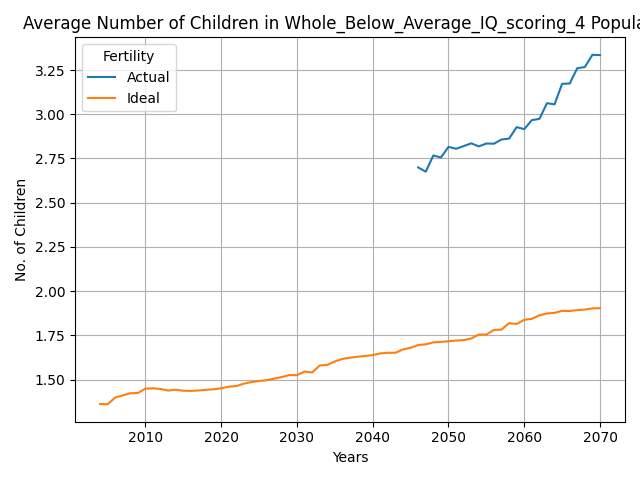 Average Number of Children in Whole_Below_Average_IQ_scoring_4 Popula
Fertility
Actual
Ideal
3.25
3.00
2.75
2.50
2.25
2.00
1.75
1.50
No. of Children
2010
2020
2030
2040
2050
2060
2070
Years